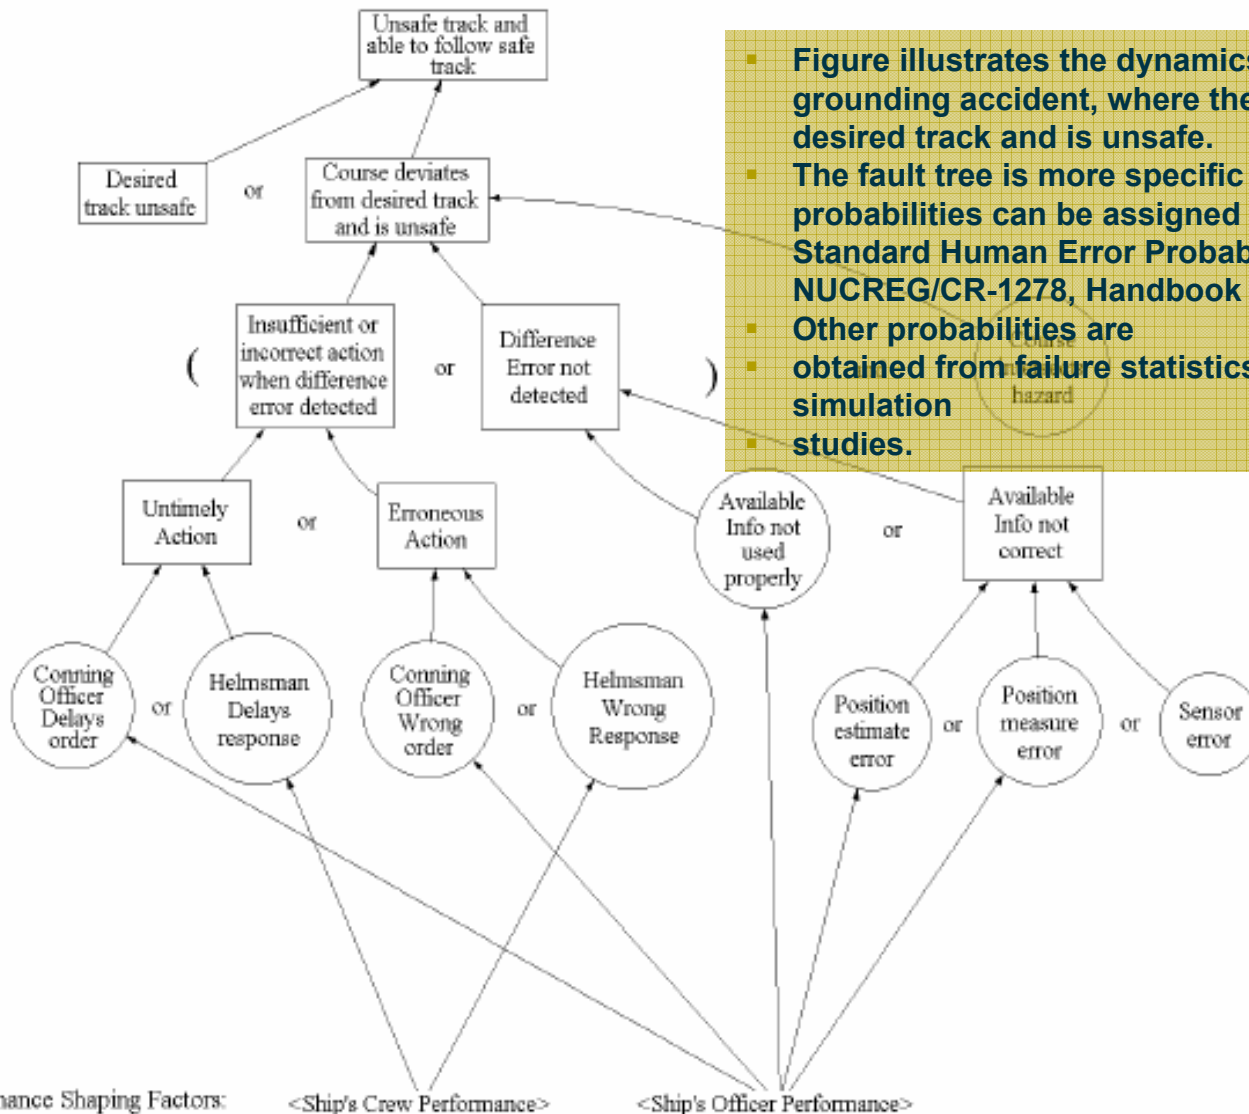 Unsafe track and
able to follow safe
track
Figure illustrates the dynamics
grounding accident, where the
desired track and is unsafe.
The fault tree is more specific
probabilities can be assigned
Standard Human Error Probab
NUCREG/CR-1278, Handbook
Other probabilities are
obtained from failure statistics
simulation
studies.
Desired
track unsafe
or
Course deviates
from desired track
and is unsafe
(
Insufficient or
incorrect action
when difference
error detected
or
Difference
Error not
detected
)
Course
hazard
Untimely
Action
or
Erroneous
Action
Available
Info not
used
properly
or
Available
Info not
correct
Conning
Officer
Delays
order
or
Helmsman
Delays
response
Conning
Officer
Wrong
order
or
Helmsman
Wrong
Response
Position
estimate
error
or
Position
measure
error
or
Sensor
error
mance Shaping Factors:
<Ship's Crew Performance>
<Ship's Officer Performance>